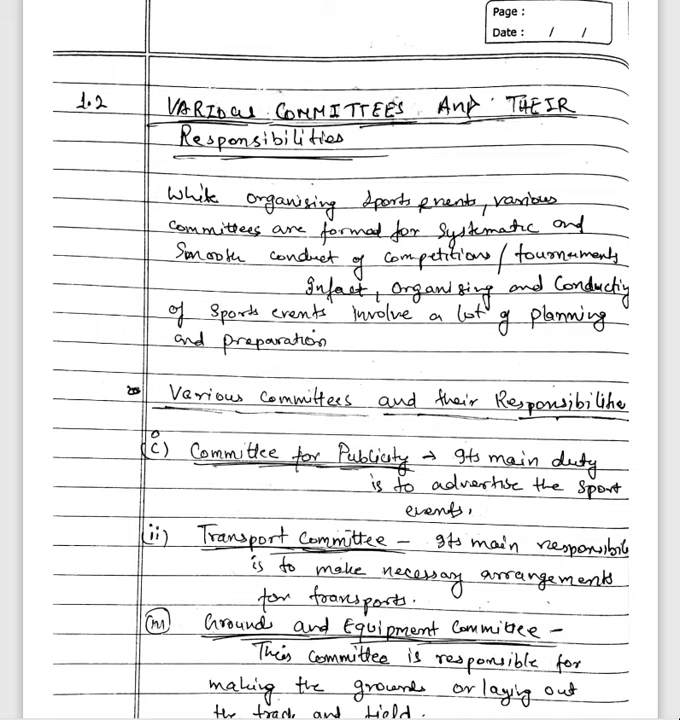 Page :
Date : / /
1.2 VARIOUS COMMITTEES AND THEIR
Responsibilities
While organising sports events, various
committees are formed for systematic and
Smooth conduct of competitions / tournaments
Infact, organising and Conducting
of sports events involve a lot of planning
and preparation
Various Committees and their Responsibilities
(i) Committee for Publicity → Its main duty
is to advertise the sport
events.
(ii) Transport Committee - Its main responsibil
is to make necessary arrangements
for transports.
(iii) Grounds and Equipment Committee -
This committee is responsible for
making the grounds or laying out
the track and field.